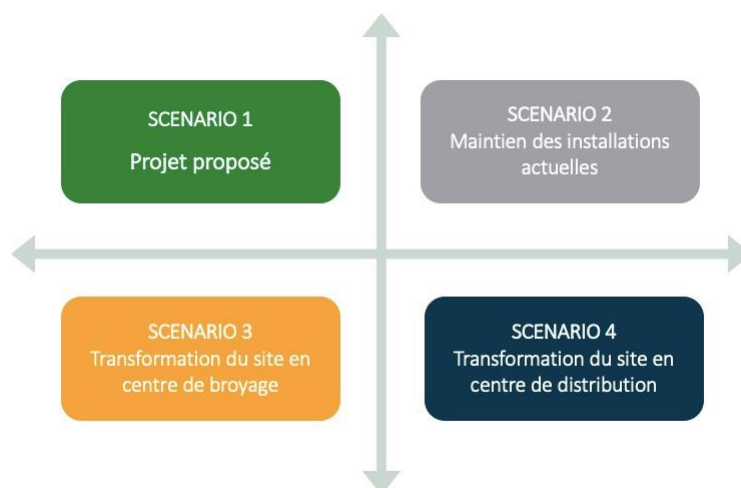 SCENARIO 1
Projet proposé
SCENARIO 2
Maintien des installations
actuelles
SCENARIO 3
Transformation du site en
centre de broyage
SCENARIO 4
Transformation du site en
centre de distribution